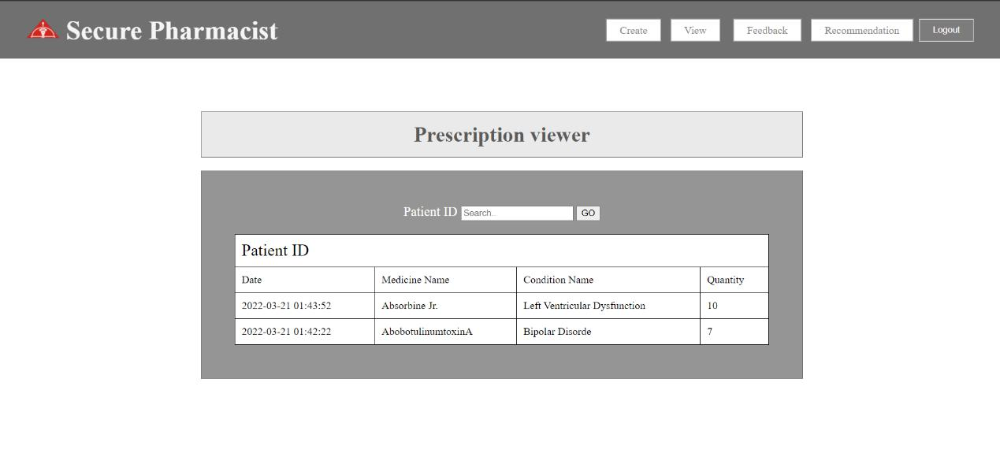 Secure Pharmacist
Create View Feedback Recommendation Logout
Prescription viewer
Patient ID Search.. GO
Patient ID
Date Medicine Name Condition Name Quantity
2022-03-21 01:43:52 Absorbine Jr. Left Ventricular Dysfunction 10
2022-03-21 01:42:22 AbobotulinumtoxinA Bipolar Disorde 7